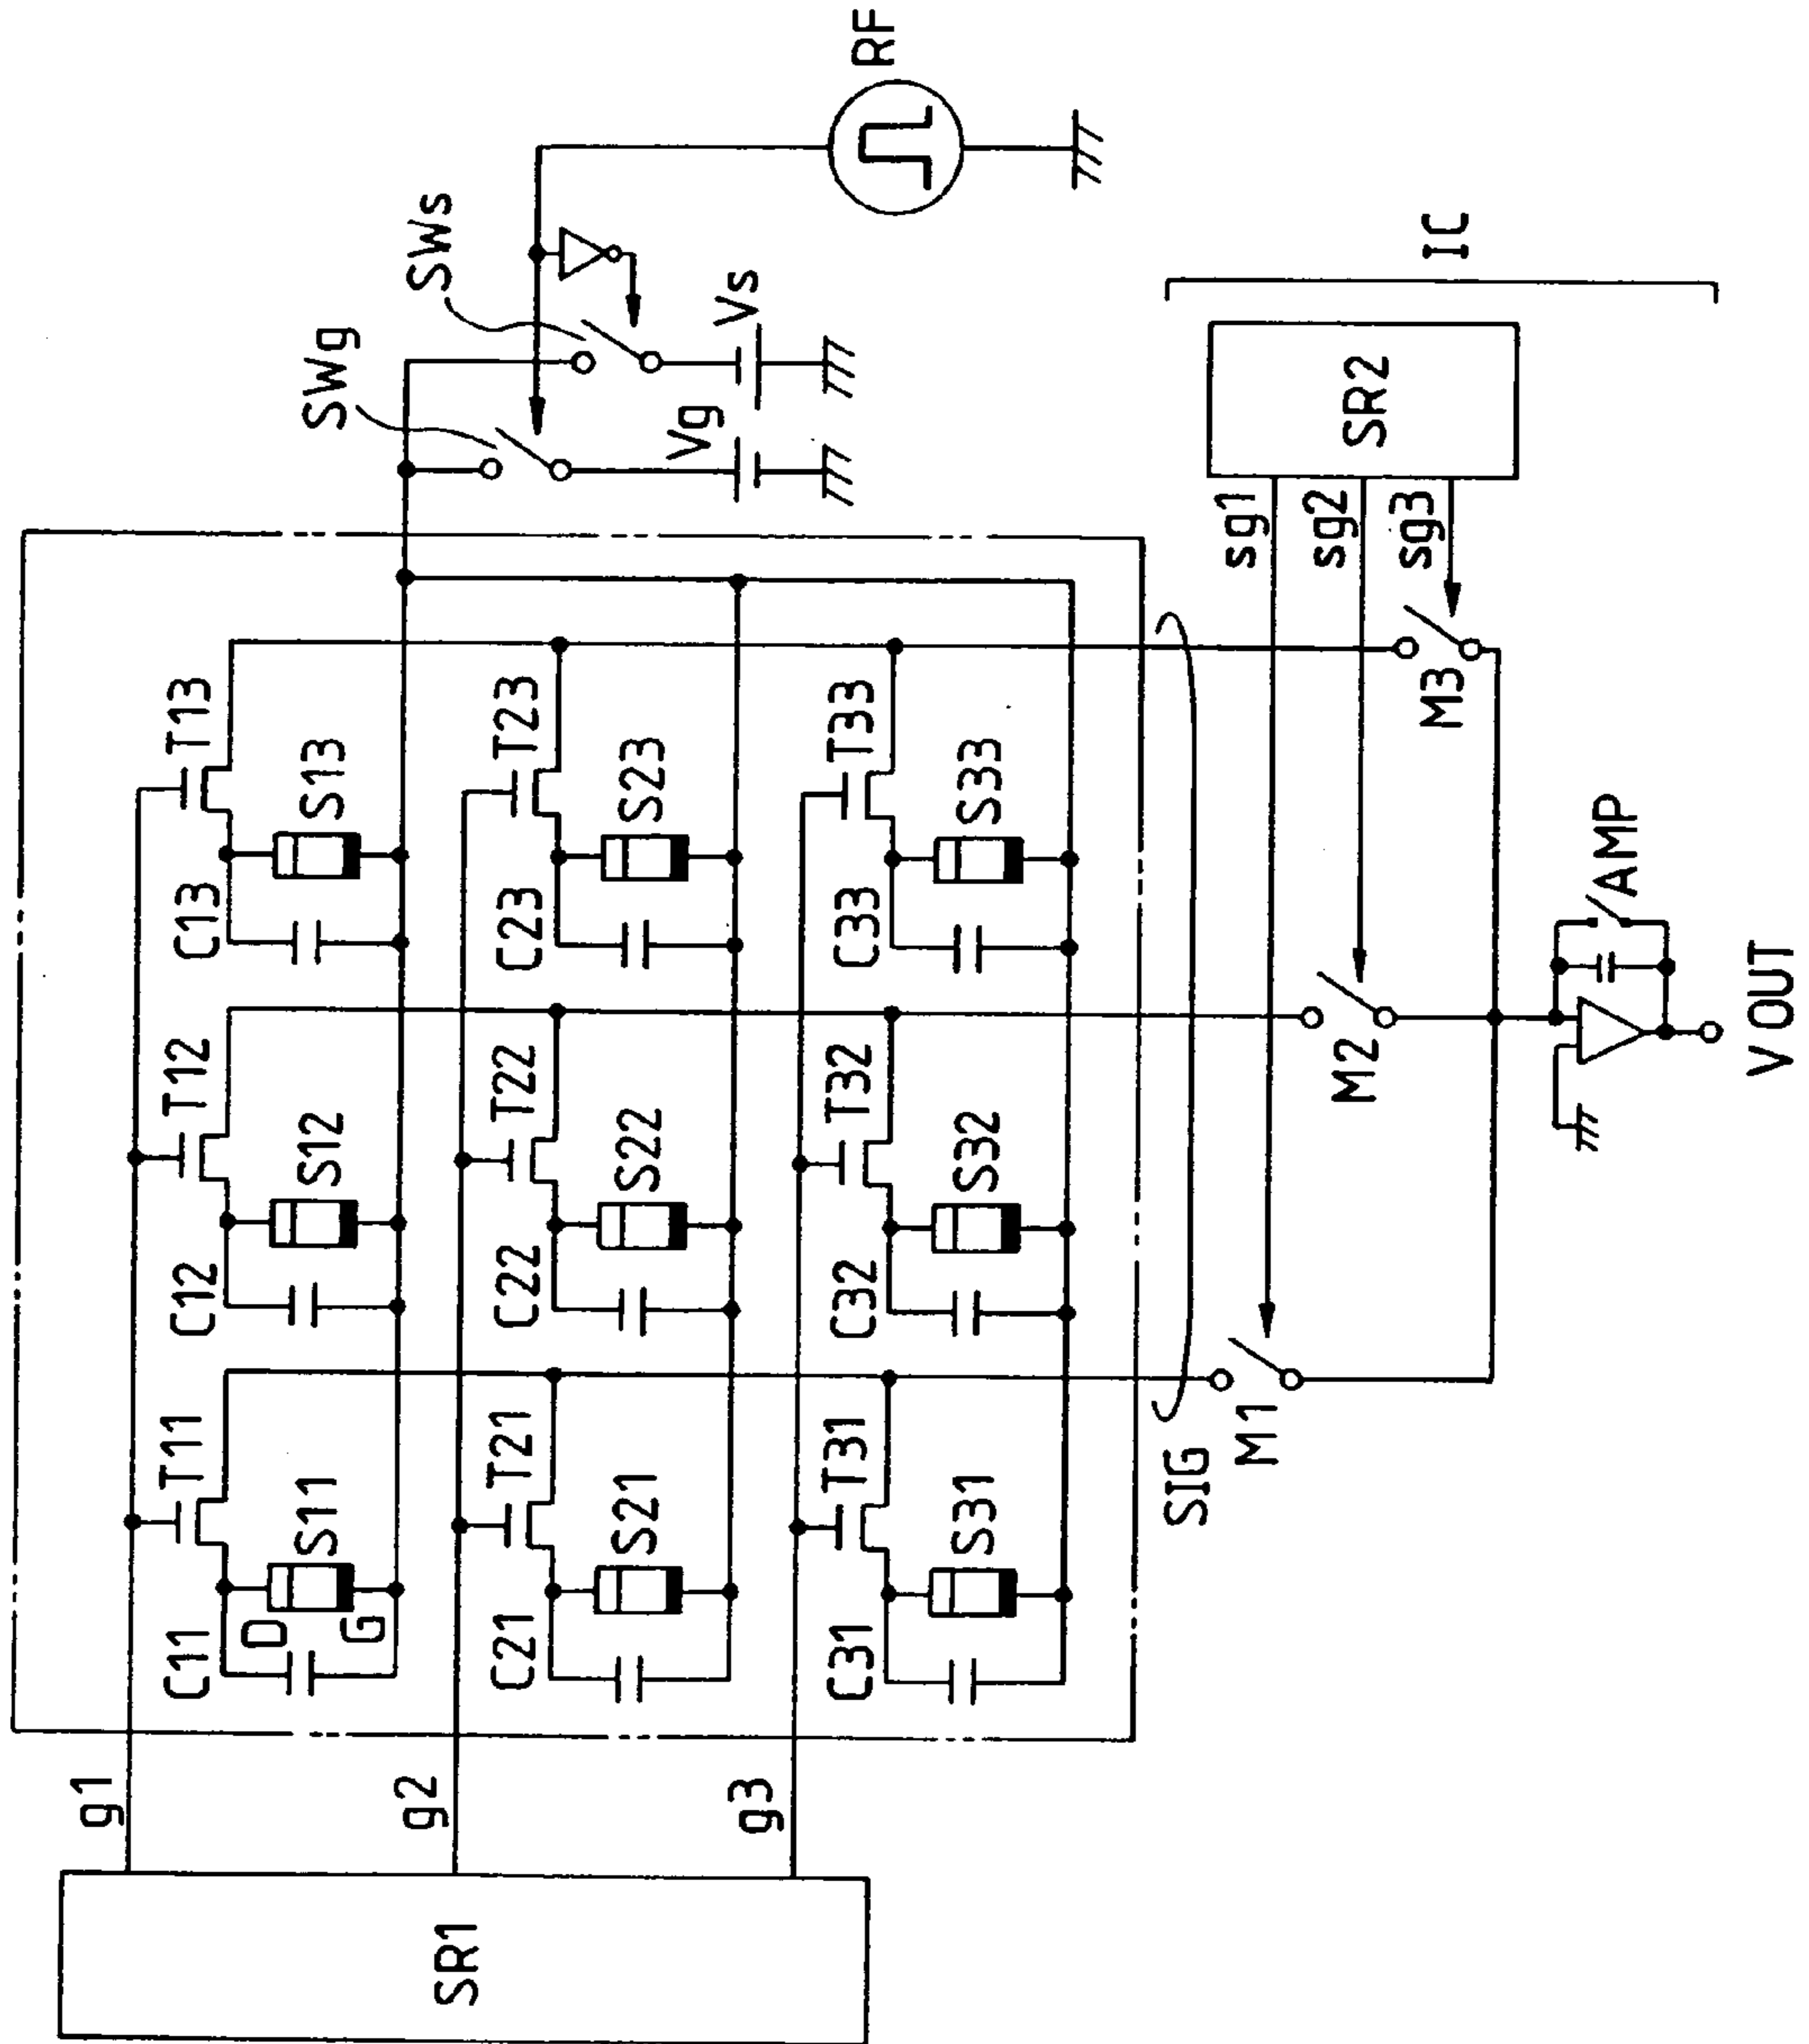 SR1
g1
g2
g3
C11
T11
D
G
S11
C12
T12
S12
C13
T13
S13
C21
T21
S21
C22
T22
S22
C23
T23
S23
C31
T31
S31
C32
T32
S32
C33
T33
S33
SWg
SWs
Vg
Vs
RF
SIG
M1
M2
M3
sg1
sg2
sg3
SR2
IC
AMP
V OUT